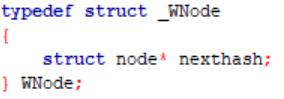 typedef struct _WNode
{
    struct node* nexthash;
} WNode;